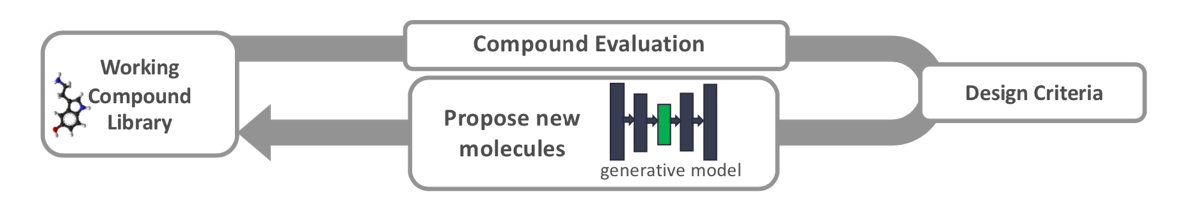 Working
Compound
Library
Compound Evaluation
Design Criteria
Propose new
molecules
generative model